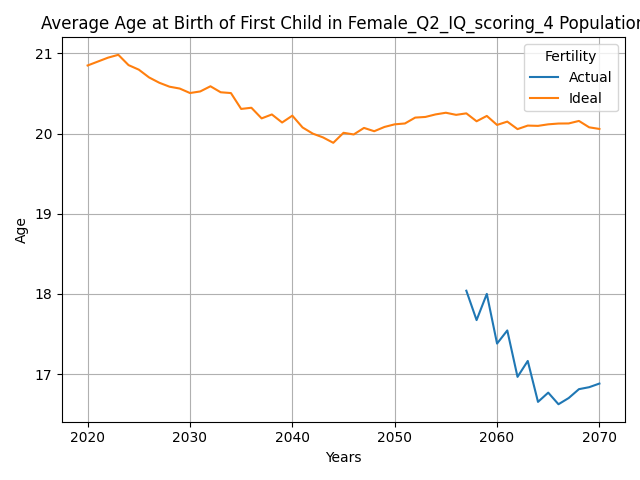 Average Age at Birth of First Child in Female_Q2_IQ_scoring_4 Population
Fertility
Actual
Ideal
21
20
19
18
17
Age
2020 2030 2040 2050 2060 2070
Years